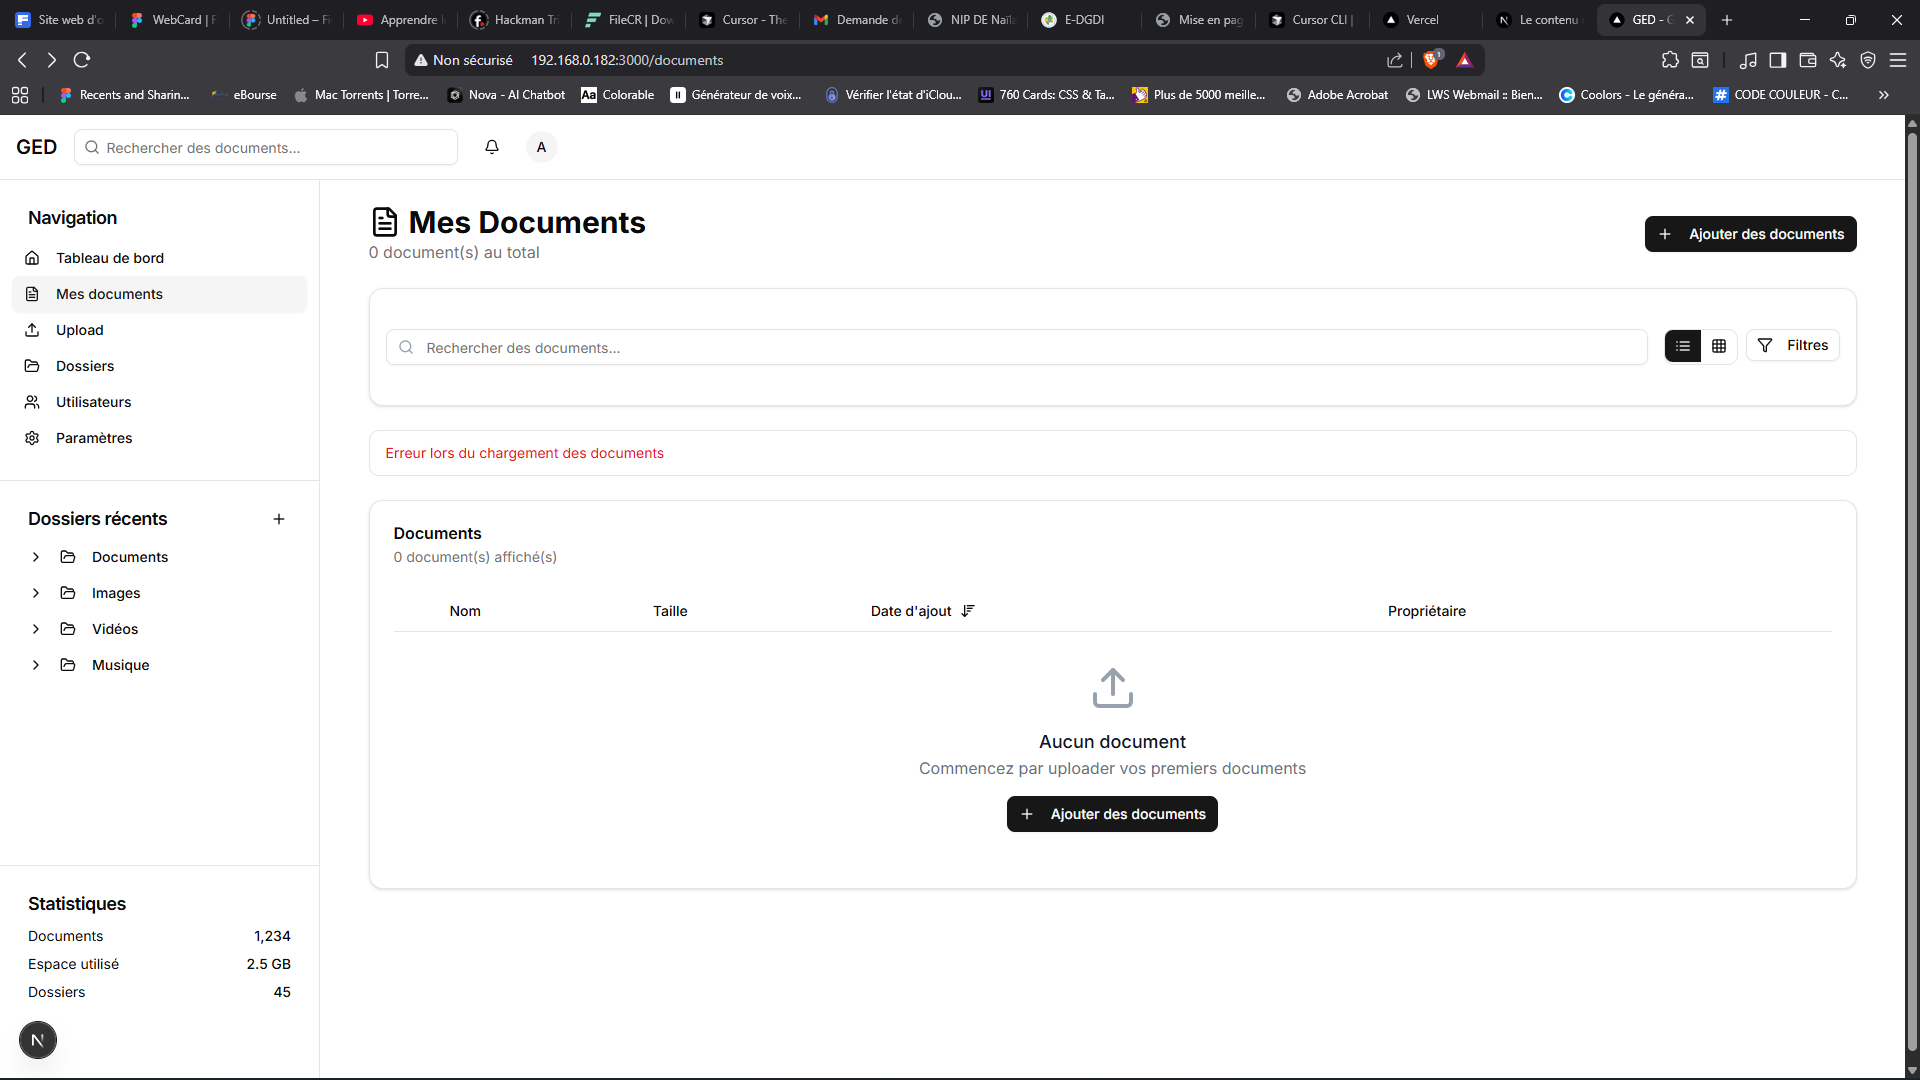 Site web d'o
WebCard | F
Untitled – Fi
Apprendre l
Hackman Tri
FileCR | Dow
Cursor - The
Demande de
NIP DE Naïla
E-DGDI
Mise en pag
Cursor CLI |
Vercel
Le contenu
GED - G
Non sécurisé
192.168.0.182:3000/documents
1
Recents and Sharin...
eBourse
Mac Torrents | Torre...
Nova - AI Chatbot
Aa Colorable
Générateur de voix...
Vérifier l'état d'iClou...
UI 760 Cards: CSS & Ta...
Plus de 5000 meille...
Adobe Acrobat
LWS Webmail :: Bien...
Coolors - Le généra...
# CODE COULEUR - C...
»
GED
Rechercher des documents...
A
Navigation
Tableau de bord
Mes documents
Upload
Dossiers
Utilisateurs
Paramètres
Dossiers récents
Documents
Images
Vidéos
Musique
Statistiques
Documents 1,234
Espace utilisé 2.5 GB
Dossiers 45
N
Mes Documents
0 document(s) au total
Ajouter des documents
Rechercher des documents...
Filtres
Erreur lors du chargement des documents
Documents
0 document(s) affiché(s)
Nom Taille Date d'ajout Propriétaire
Aucun document
Commencez par uploader vos premiers documents
Ajouter des documents